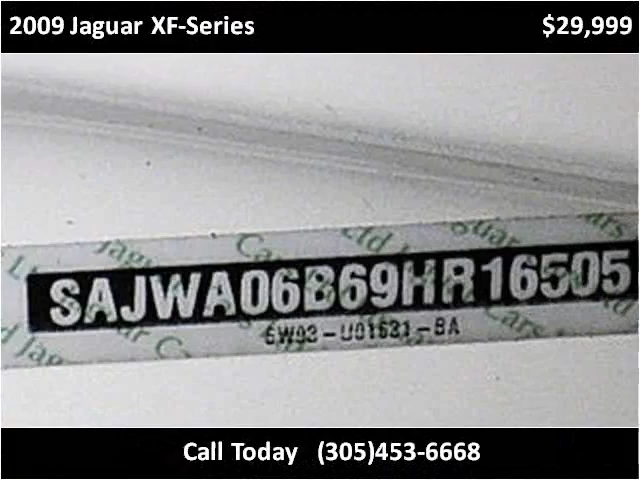 2009 Jaguar XF-Series $29,999
SAJWA06B69HR16505
6W93-U01631-BA
Call Today (305)453-6668